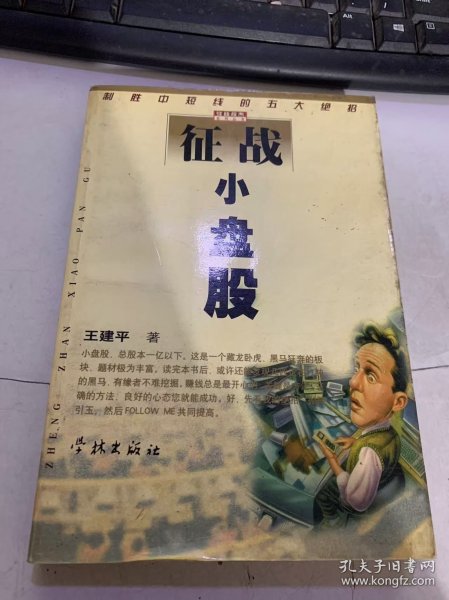 制胜中短线的五大绝招
征战
小
盘
股
ZHENG ZHAN XIAO PAN GU
王建平 著
小盘股，总股本一亿以下。这是一个藏龙卧虎、黑马狂奔的板
块，题材极为丰富。读完本书后，或许还能
的黑马，有缘者不难挖掘，赚钱总是最开心
确的方法，良好的心态您就能成功，好，先
引玉，然后FOLLOW ME共同提高。
学林出版社
孔夫子旧书网
www.kongfz.com